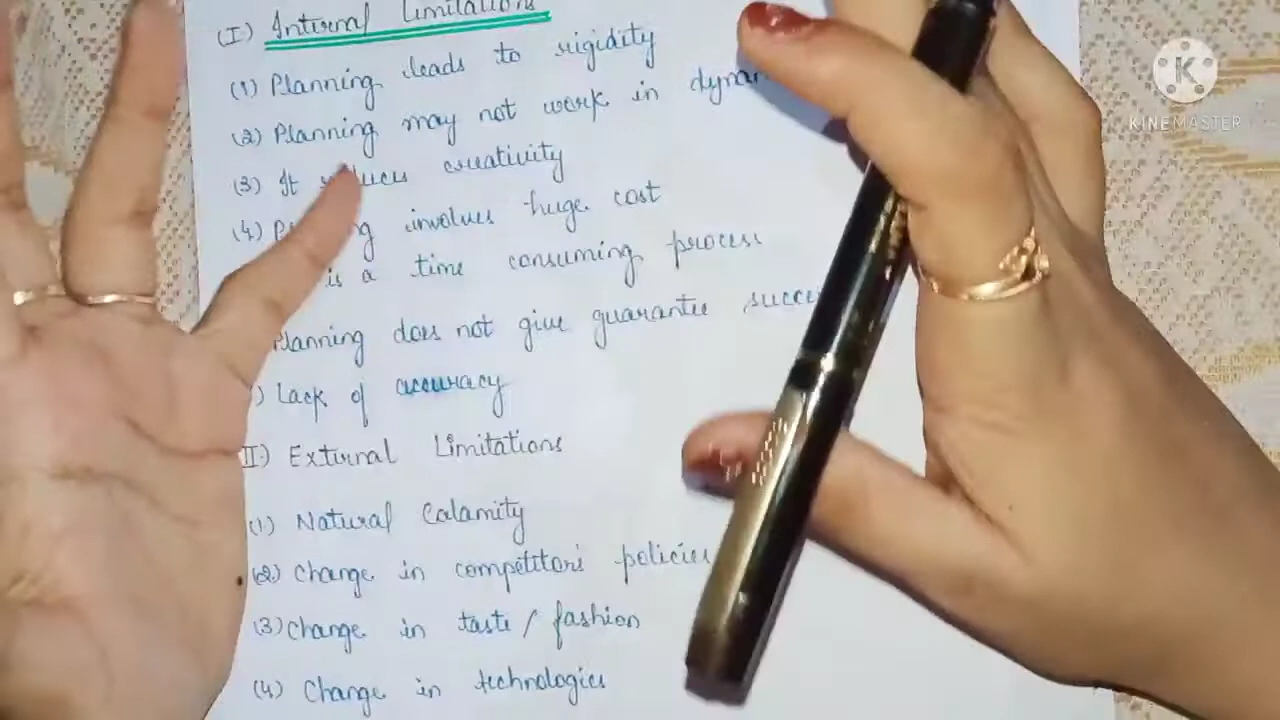 (I) Internal Limitations
(1) Planning leads to rigidity
(2) Planning may not work in
(3) It creativity
(4) involves huge cost
is a time consuming process
Planning does not give guarantee
) Lack of accuracy
II) External Limitations
(1) Natural Calamity
(2) Change in competitors policies
(3) Change in taste / fashion
(4) Change in technologies
K
KINEMASTER